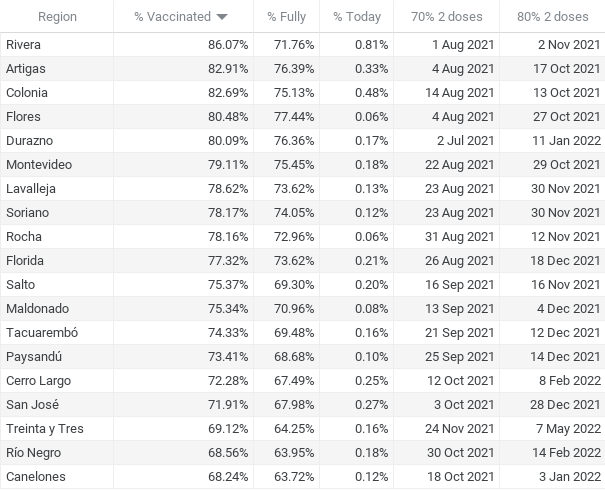 Region % Vaccinated % Fully % Today 70% 2 doses 80% 2 doses
Rivera 86.07% 71.76% 0.81% 1 Aug 2021 2 Nov 2021
Artigas 82.91% 76.39% 0.33% 4 Aug 2021 17 Oct 2021
Colonia 82.69% 75.13% 0.48% 14 Aug 2021 13 Oct 2021
Flores 80.48% 77.44% 0.06% 4 Aug 2021 27 Oct 2021
Durazno 80.09% 76.36% 0.17% 2 Jul 2021 11 Jan 2022
Montevideo 79.11% 75.45% 0.18% 22 Aug 2021 29 Oct 2021
Lavalleja 78.62% 73.62% 0.13% 23 Aug 2021 30 Nov 2021
Soriano 78.17% 74.05% 0.12% 23 Aug 2021 30 Nov 2021
Rocha 78.16% 72.96% 0.06% 31 Aug 2021 12 Nov 2021
Florida 77.32% 73.62% 0.21% 26 Aug 2021 18 Dec 2021
Salto 75.37% 69.30% 0.20% 16 Sep 2021 16 Nov 2021
Maldonado 75.34% 70.96% 0.08% 13 Sep 2021 4 Dec 2021
Tacuarembó 74.33% 69.48% 0.16% 21 Sep 2021 12 Dec 2021
Paysandú 73.41% 68.68% 0.10% 25 Sep 2021 14 Dec 2021
Cerro Largo 72.28% 67.49% 0.25% 12 Oct 2021 8 Feb 2022
San José 71.91% 67.98% 0.27% 3 Oct 2021 28 Dec 2021
Treinta y Tres 69.12% 64.25% 0.16% 24 Nov 2021 7 May 2022
Río Negro 68.56% 63.95% 0.18% 30 Oct 2021 14 Feb 2022
Canelones 68.24% 63.72% 0.12% 18 Oct 2021 3 Jan 2022